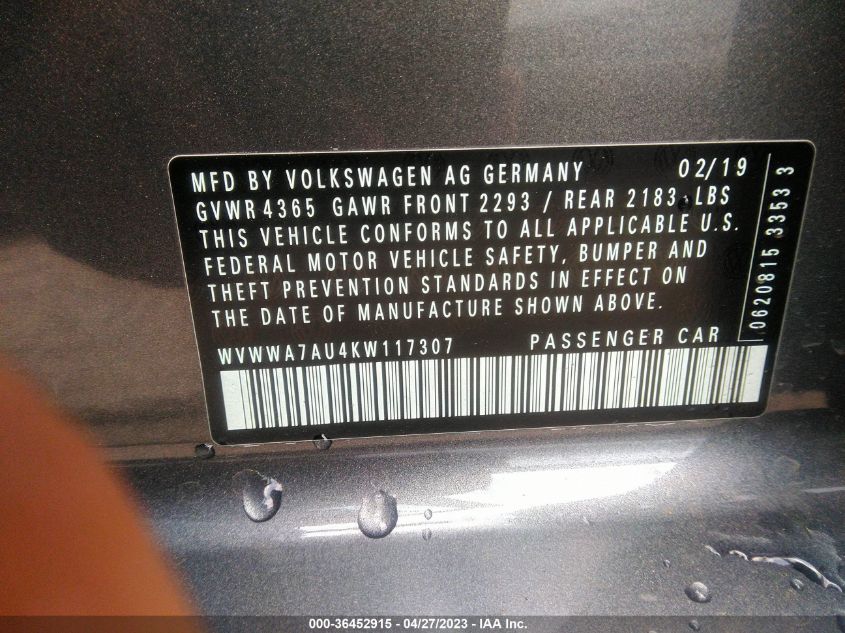 MFD BY VOLKSWAGEN AG GERMANY 02/19
GVWR 4365 GAWR FRONT 2293 / REAR 2183 LBS
THIS VEHICLE CONFORMS TO ALL APPLICABLE U.S.
FEDERAL MOTOR VEHICLE SAFETY, BUMPER AND
THEFT PREVENTION STANDARDS IN EFFECT ON
THE DATE OF MANUFACTURE SHOWN ABOVE.
WVWWA7AU4KW117307 PASSENGER CAR
0620815 33533
000-36452915 - 04/27/2023 - IAA Inc.